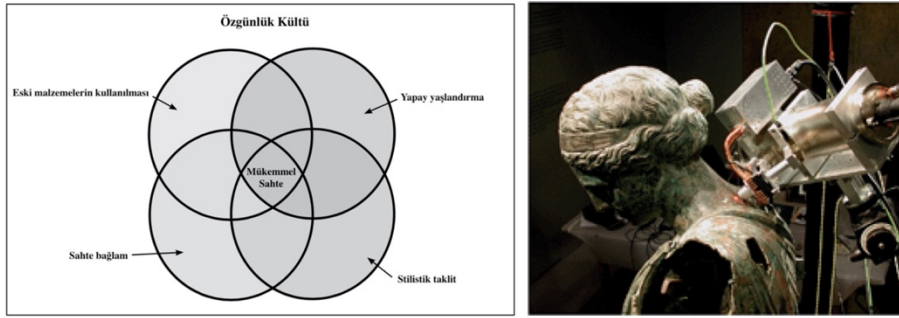 Özgünlük Kültü
Eski malzemelerin kullanılması
Yapay yaşlandırma
Mükemmel
Sahte
Sahte bağlam
Stilistik taklit